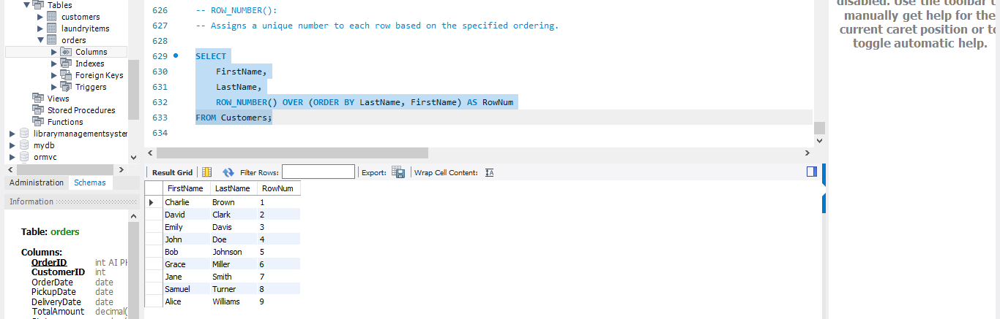 Tables
customers
laundryitems
orders
Columns
Indexes
Foreign Keys
Triggers
Views
Stored Procedures
Functions
librarymanagementsyster
mydb
ormvc
Administration Schemas
Information
Table: orders
Columns:
OrderID int AI PK
CustomerID int
OrderDate date
PickupDate date
DeliveryDate date
TotalAmount decimal(
626 -- ROW_NUMBER():
627 -- Assigns a unique number to each row based on the specified ordering.
628
629 SELECT
630 FirstName,
631 LastName,
632 ROW_NUMBER() OVER (ORDER BY LastName, FirstName) AS RowNum
633 FROM Customers;
634
Result Grid Filter Rows: Export: Wrap Cell Content:
FirstName LastName RowNum
Charlie Brown 1
David Clark 2
Emily Davis 3
John Doe 4
Bob Johnson 5
Grace Miller 6
Jane Smith 7
Samuel Turner 8
Alice Williams 9
disabled. Use the toolbar t
manually get help for the
current caret position or to
toggle automatic help.